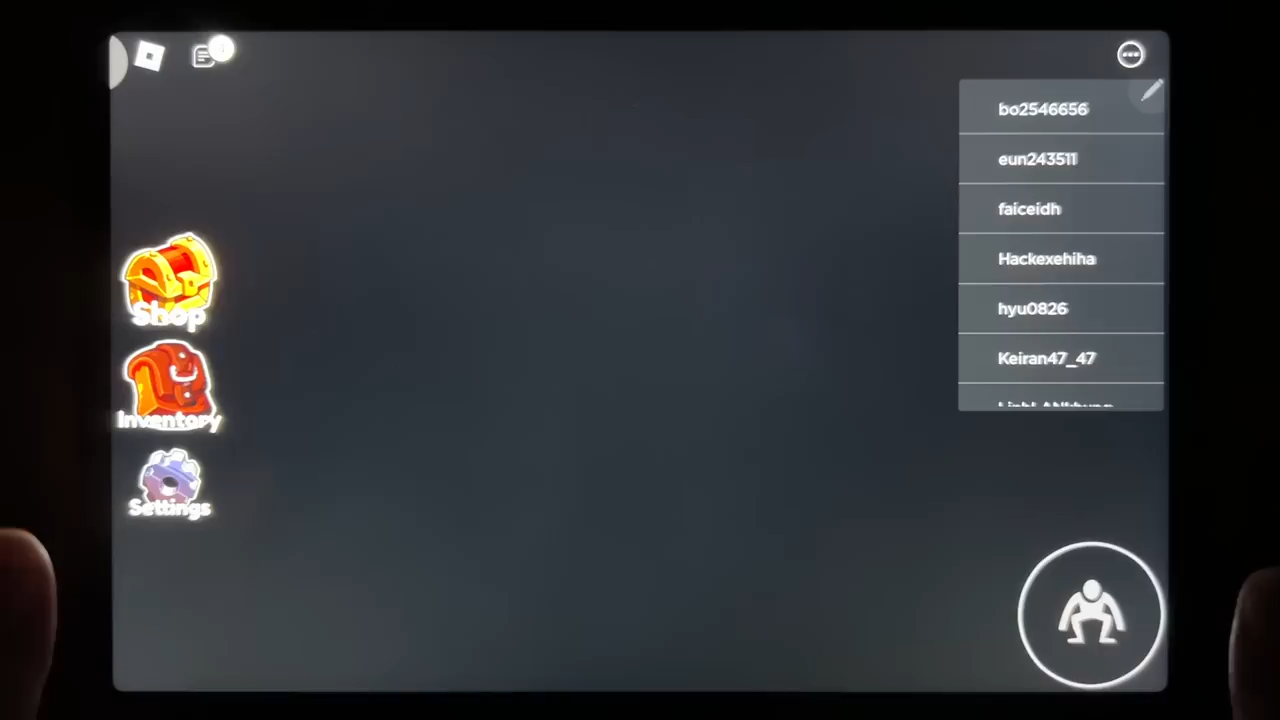 bo2546656
eun243511
faiceidh
Hackexehiha
hyu0826
Keiran47_47
Shop
Inventory
Settings